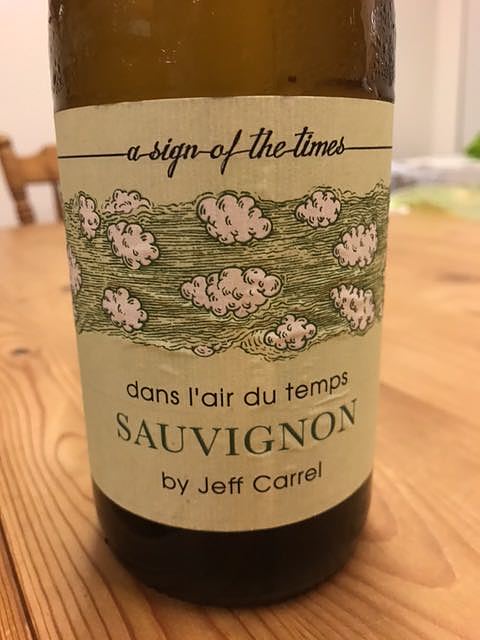 a sign of the times
dans l'air du temps
SAUVIGNON
by Jeff Carrel